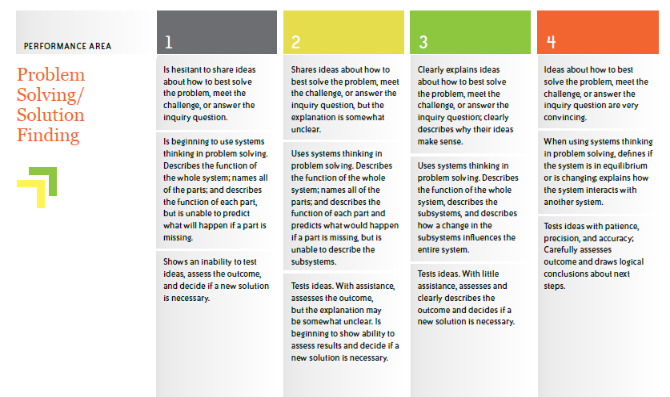 PERFORMANCE AREA
1
2
3
4
Problem
Solving/
Solution
Finding
Is hesitant to share ideas
about how to best solve
the problem, meet the
challenge, or answer the
inquiry question.
Is beginning to use systems
thinking in problem solving.
Describes the function of
the whole system; names all
of the parts; and describes
the function of each part,
but is unable to predict
what will happen if a part is
missing.
Shows an inability to test
ideas, assess the outcome,
and decide if a new solution
is necessary.
Shares ideas about how to
best solve the problem, meet
the challenge, or answer the
inquiry question, but the
explanation is somewhat
unclear.
Uses systems thinking in
problem solving. Describes
the function of the whole
system; names all of the
parts; and describes the
function of each part and
predicts what would happen
if a part is missing, but is
unable to describe the
subsystems.
Tests ideas. With assistance,
assesses the outcome,
but the explanation may
be somewhat unclear. Is
beginning to show ability to
assess results and decide if a
new solution is necessary.
Clearly explains ideas
about how to best solve
the problem, meet the
challenge, or answer the
inquiry question; clearly
describes why their ideas
make sense.
Uses systems thinking in
problem solving. Describes
the function of the whole
system, describes the
subsystems, and describes
how a change in the
subsystems influences the
entire system.
Tests ideas. With little
assistance, assesses and
clearly describes the
outcome and decides if a
new solution is necessary.
Ideas about how to best
solve the problem, meet the
challenge, or answer the
inquiry question are very
convincing.
When using systems thinking
in problem solving, defines if
the system is in equilibrium
or is changing; explains how
the system interacts with
another system.
Tests ideas with patience,
precision, and accuracy;
Carefully assesses
outcome and draws logical
conclusions about next
steps.